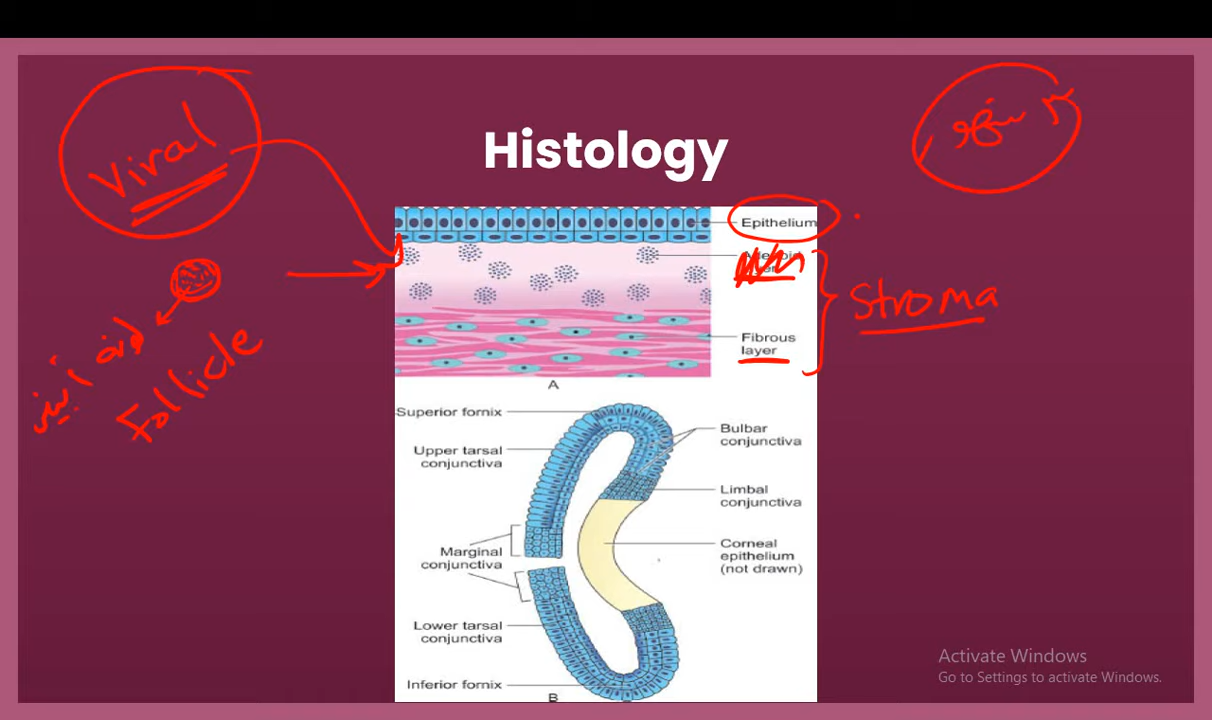 Viral
Histology
Epithelium
Stroma
Follicle
Fibrous
layer
A
Superior fornix
Upper tarsal
conjunctiva
Bulbar
conjunctiva
Limbal
conjunctiva
Marginal
conjunctiva
Corneal
epithelium
(not drawn)
Lower tarsal
conjunctiva
Inferior fornix
B
Activate Windows
Go to Settings to activate Windows.